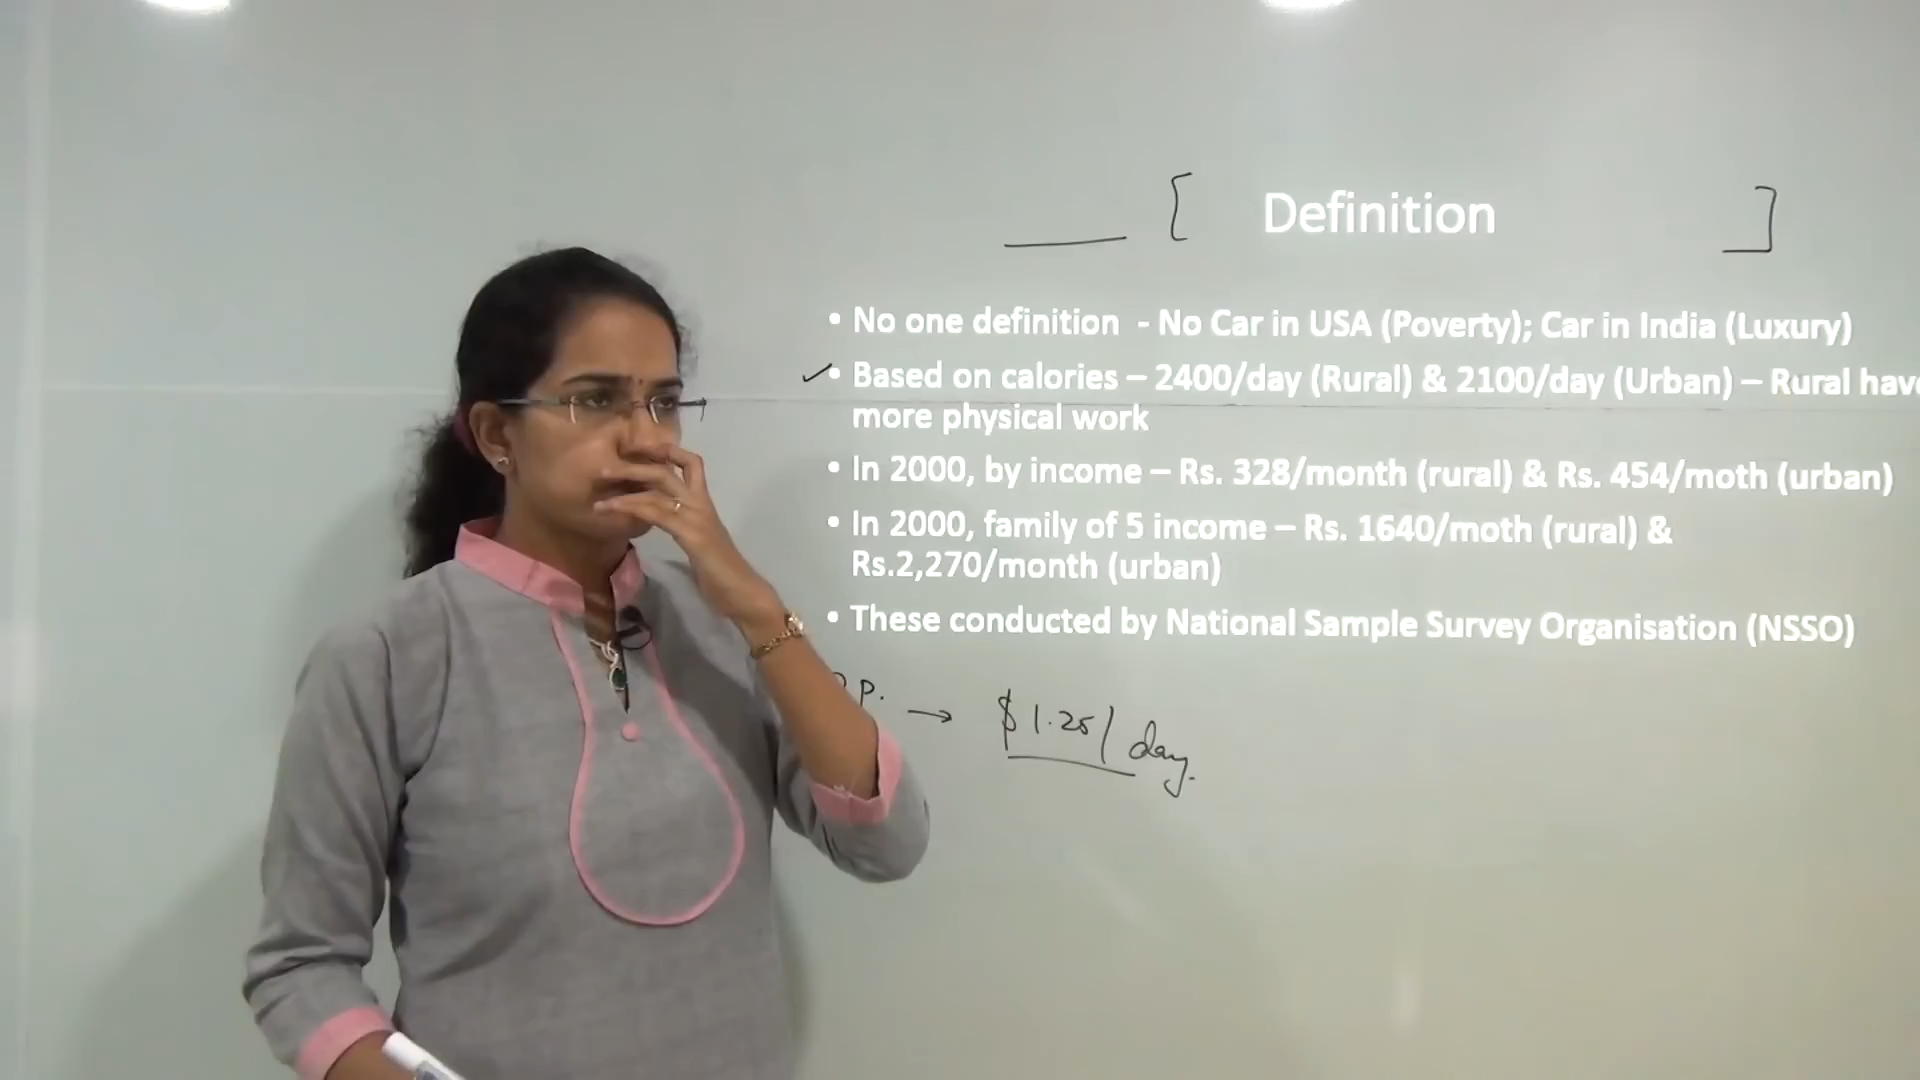 Definition
• No one definition - No Car in USA (Poverty); Car in India (Luxury)
• Based on calories – 2400/day (Rural) & 2100/day (Urban) – Rural have
more physical work
• In 2000, by income – Rs. 328/month (rural) & Rs. 454/moth (urban)
• In 2000, family of 5 income – Rs. 1640/moth (rural) &
Rs.2,270/month (urban)
• These conducted by National Sample Survey Organisation (NSSO)
P. → $1.25/day.